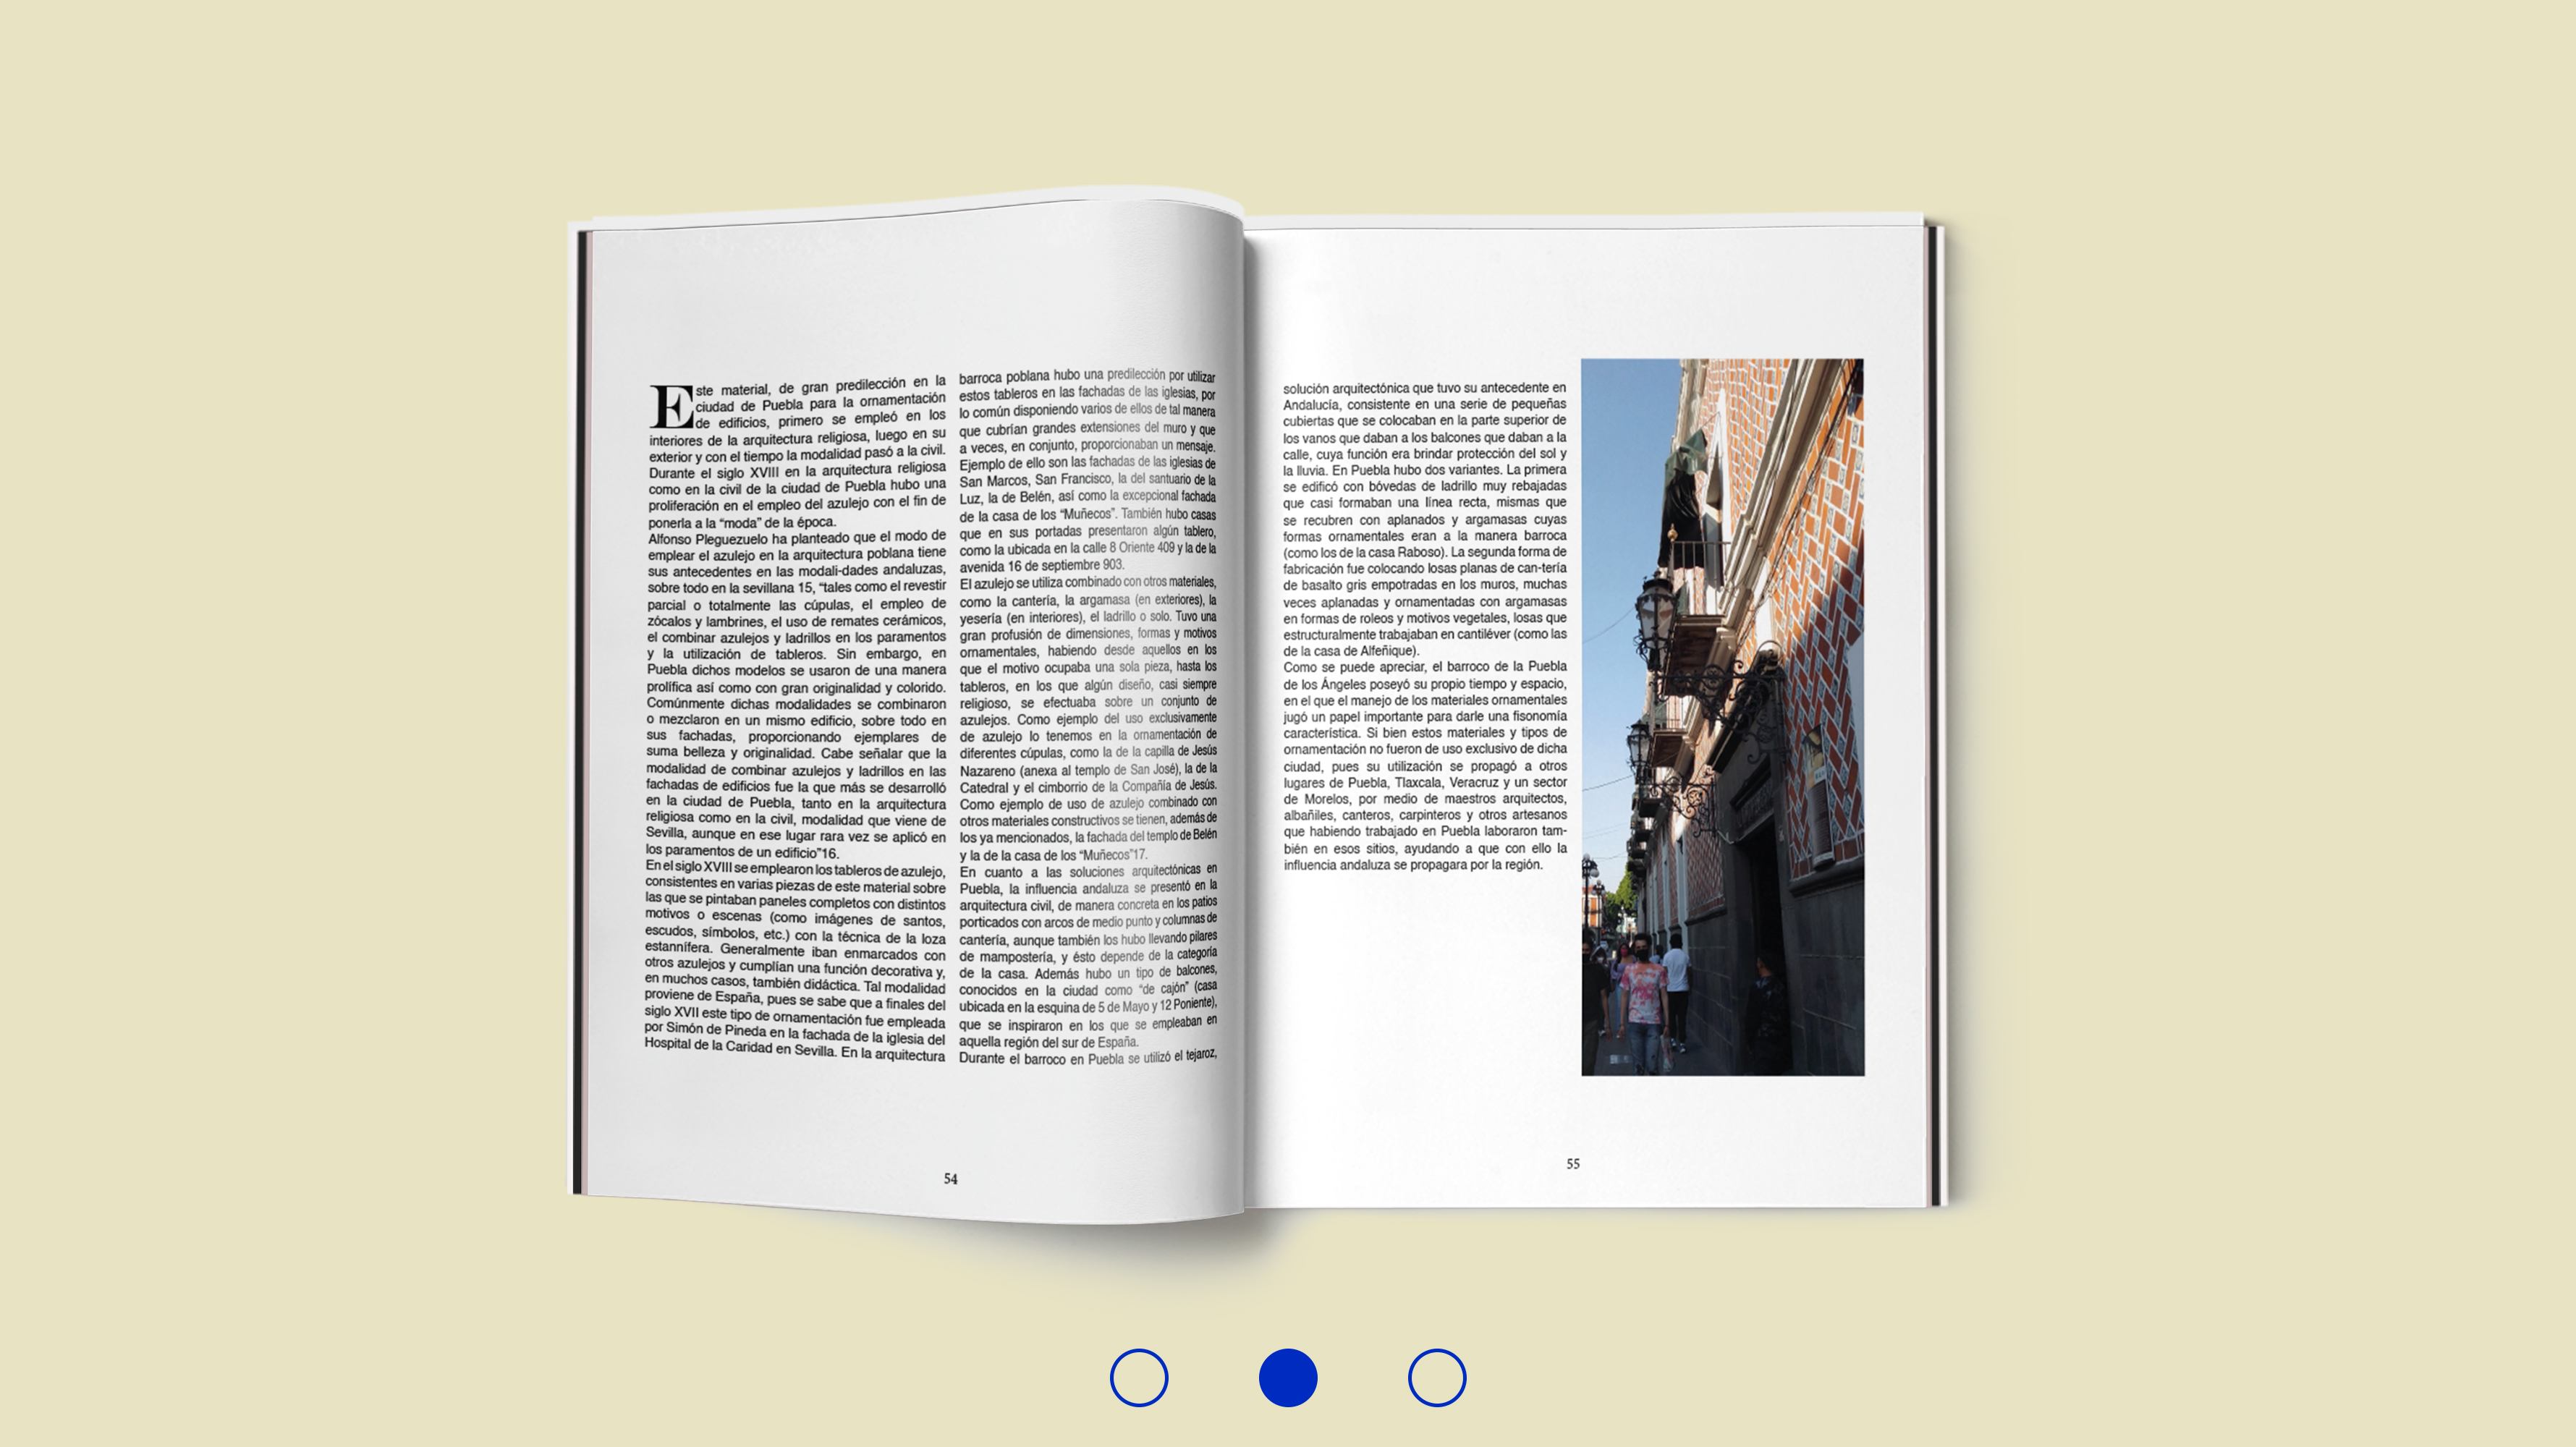 Este material, de gran predilección en la
ciudad de Puebla para la ornamentación
de edificios, primero se empleó en los
interiores de la arquitectura religiosa, luego en su
exterior y con el tiempo la modalidad pasó a la civil.
Durante el siglo XVIII en la arquitectura religiosa
como en la civil de la ciudad de Puebla hubo una
proliferación en el empleo del azulejo con el fin de
ponerla a la “moda” de la época.
Alfonso Pleguezuelo ha planteado que el modo de
emplear el azulejo en la arquitectura poblana tiene
sus antecedentes en las modali-dades andaluzas,
sobre todo en la sevillana 15, “tales como el revestir
parcial o totalmente las cúpulas, el empleo de
zócalos y lambrines, el uso de remates cerámicos,
el combinar azulejos y ladrillos en los paramentos
y la utilización de tableros. Sin embargo, en
Puebla dichos modelos se usaron de una manera
prolífica así como con gran originalidad y colorido.
Comúnmente dichas modalidades se combinaron
o mezclaron en un mismo edificio, sobre todo en
sus fachadas, proporcionando ejemplares de
suma belleza y originalidad. Cabe señalar que la
modalidad de combinar azulejos y ladrillos en las
fachadas de edificios fue la que más se desarrolló
en la ciudad de Puebla, tanto en la arquitectura
religiosa como en la civil, modalidad que viene de
Sevilla, aunque en ese lugar rara vez se aplicó en
los paramentos de un edificio”16.
En el siglo XVIII se emplearon los tableros de azulejo,
consistentes en varias piezas de este material sobre
las que se pintaban paneles completos con distintos
motivos o escenas (como imágenes de santos,
escudos, símbolos, etc.) con la técnica de la loza
estannífera. Generalmente iban enmarcados con
otros azulejos y cumplían una función decorativa y,
en muchos casos, también didáctica. Tal modalidad
proviene de España, pues se sabe que a finales del
siglo XVII este tipo de ornamentación fue empleada
por Simón de Pineda en la fachada de la iglesia del
Hospital de la Caridad en Sevilla. En la arquitectura
barroca poblana hubo una predilección por utilizar
estos tableros en las fachadas de las iglesias, por
lo común disponiendo varios de ellos de tal manera
que cubrían grandes extensiones del muro y que
a veces, en conjunto, proporcionaban un mensaje.
Ejemplo de ello son las fachadas de las iglesias de
San Marcos, San Francisco, la del santuario de la
Luz, la de Belén, así como la excepcional fachada
de la casa de los “Muñecos”. También hubo casas
que en sus portadas presentaron algún tablero,
como la ubicada en la calle 8 Oriente 409 y la de la
avenida 16 de septiembre 903.
El azulejo se utiliza combinado con otros materiales,
como la cantería, la argamasa (en exteriores), la
yesería (en interiores), el ladrillo o solo. Tuvo una
gran profusión de dimensiones, formas y motivos
ornamentales, habiendo desde aquellos en los
que el motivo ocupaba una sola pieza, hasta los
tableros, en los que algún diseño, casi siempre
religioso, se efectuaba sobre un conjunto de
azulejos. Como ejemplo del uso exclusivamente
de azulejo lo tenemos en la ornamentación de
diferentes cúpulas, como la de la capilla de Jesús
Nazareno (anexa al templo de San José), la de la
Catedral y el cimborrio de la Compañía de Jesús.
Como ejemplo de uso de azulejo combinado con
otros materiales constructivos se tienen, además de
los ya mencionados, la fachada del templo de Belén
y la de la casa de los “Muñecos”17.
En cuanto a las soluciones arquitectónicas en
Puebla, la influencia andaluza se presentó en la
arquitectura civil, de manera concreta en los patios
porticados con arcos de medio punto y columnas de
cantería, aunque también los hubo llevando pilares
de mampostería, y ésto depende de la categoría
de la casa. Además hubo un tipo de balcones,
conocidos en la ciudad como “de cajón” (casa
ubicada en la esquina de 5 de Mayo y 12 Poniente),
que se inspiraron en los que se empleaban en
aquella región del sur de España.
Durante el barroco en Puebla se utilizó el tejaroz,
54
solución arquitectónica que tuvo su antecedente en
Andalucía, consistente en una serie de pequeñas
cubiertas que se colocaban en la parte superior de
los vanos que daban a los balcones que daban a la
calle, cuya función era brindar protección del sol y
la lluvia. En Puebla hubo dos variantes. La primera
se edificó con bóvedas de ladrillo muy rebajadas
que casi formaban una línea recta, mismas que
se recubren con aplanados y argamasas cuyas
formas ornamentales eran a la manera barroca
(como los de la casa Raboso). La segunda forma de
fabricación fue colocando losas planas de can-tería
de basalto gris empotradas en los muros, muchas
veces aplanadas y ornamentadas con argamasas
en formas de roleos y motivos vegetales, losas que
estructuralmente trabajaban en cantiléver (como las
de la casa de Alfeñique).
Como se puede apreciar, el barroco de la Puebla
de los Ángeles poseyó su propio tiempo y espacio,
en el que el manejo de los materiales ornamentales
jugó un papel importante para darle una fisonomía
característica. Si bien estos materiales y tipos de
ornamentación no fueron de uso exclusivo de dicha
ciudad, pues su utilización se propagó a otros
lugares de Puebla, Tlaxcala, Veracruz y un sector
de Morelos, por medio de maestros arquitectos,
albañiles, canteros, carpinteros y otros artesanos
que habiendo trabajado en Puebla laboraron tam-
bién en esos sitios, ayudando a que con ello la
influencia andaluza se propagara por la región.
55